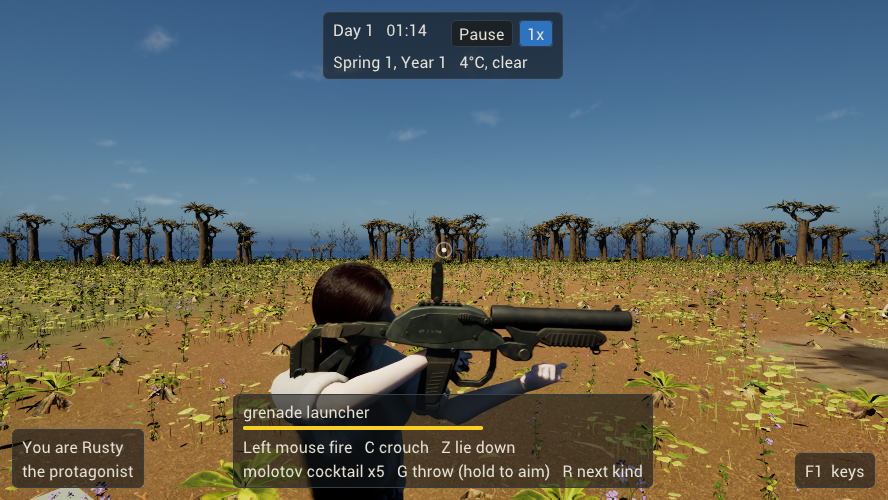 Day 1 01:14 Pause 1x
Spring 1, Year 1 4°C, clear
grenade launcher
Left mouse fire C crouch Z lie down
molotov cocktail x5 G throw (hold to aim) R next kind
You are Rusty
the protagonist
F1 keys